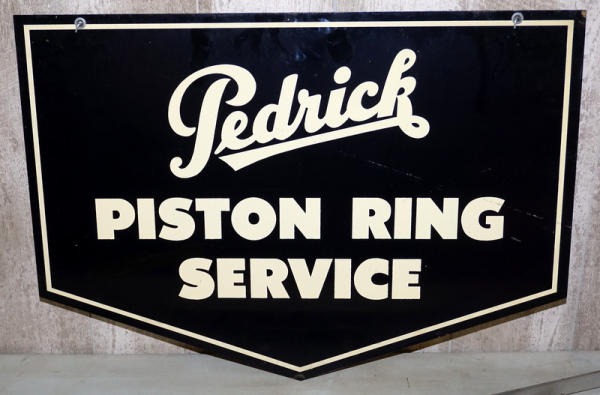 Pedrick
PISTON RING
SERVICE